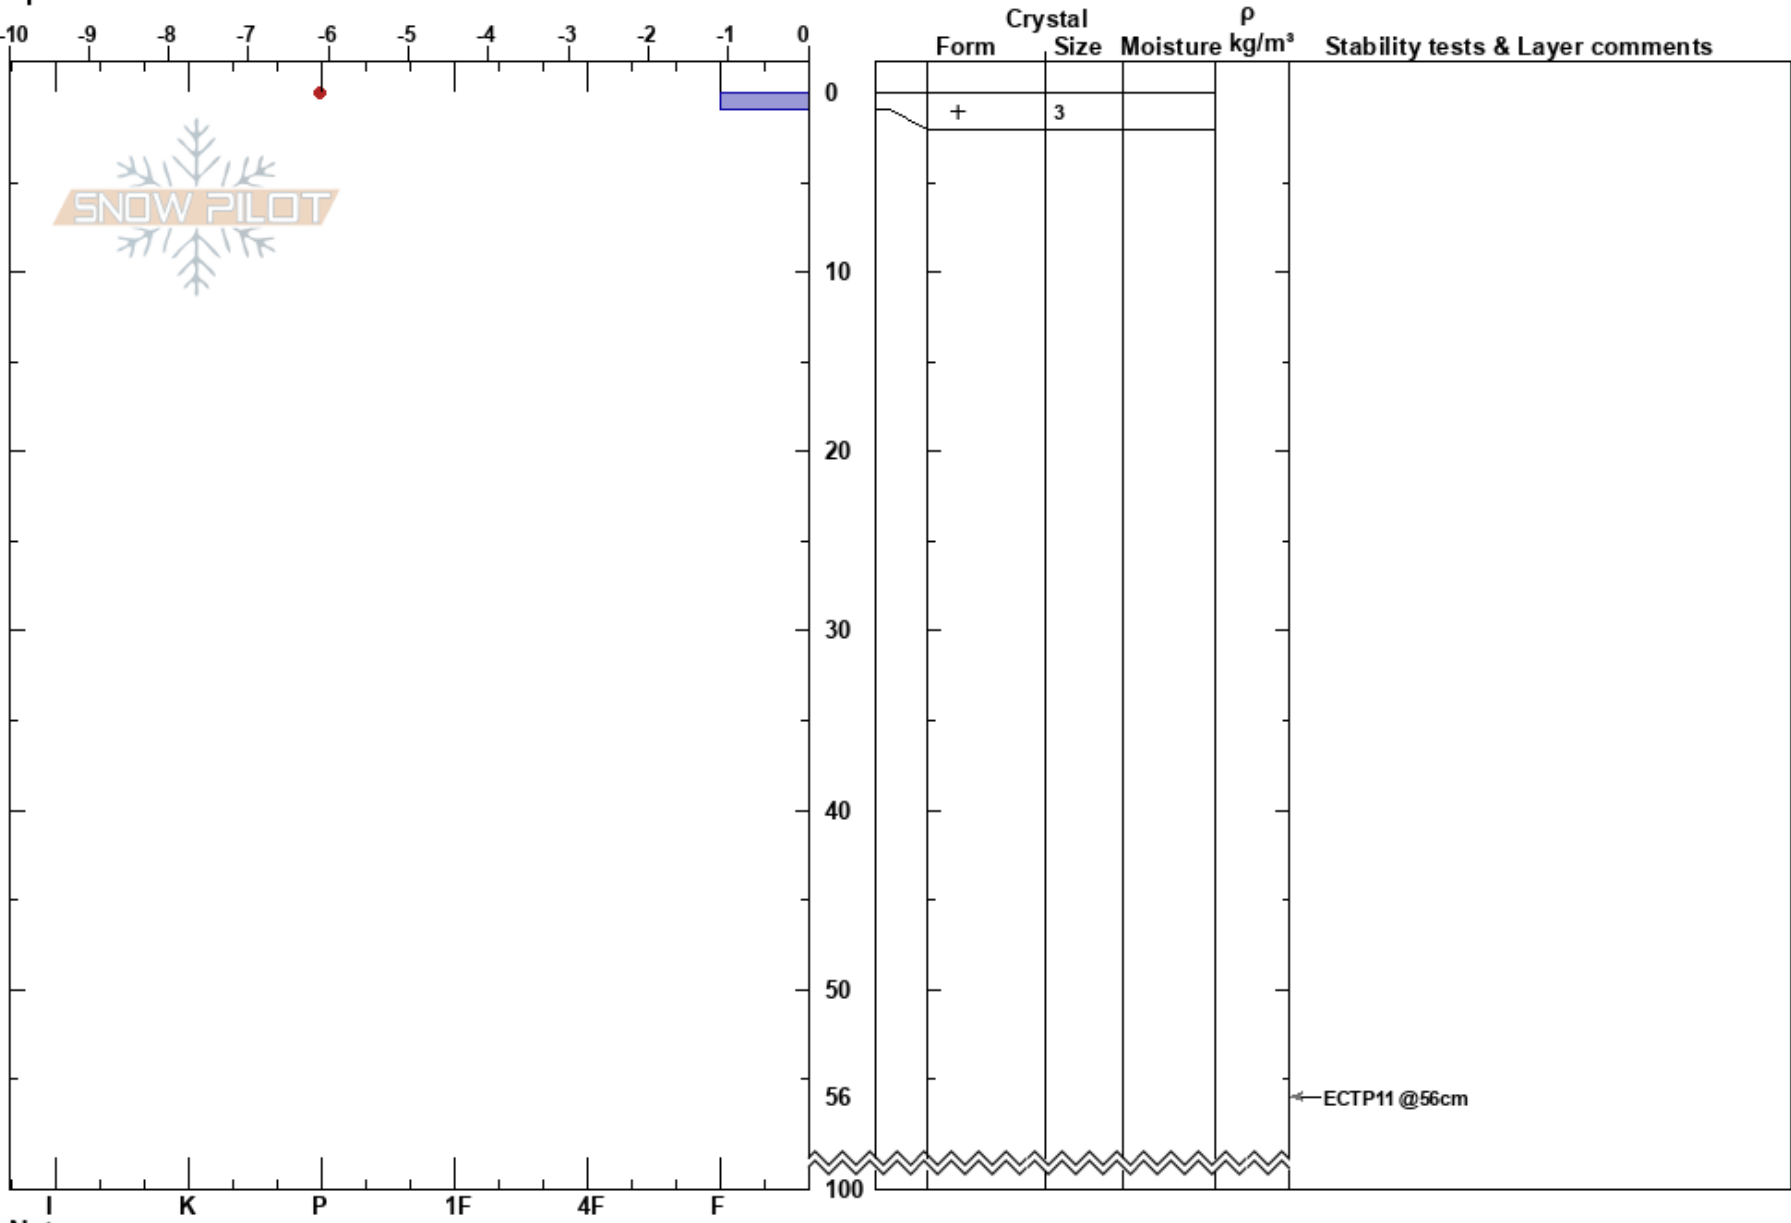 Crystal ρ
-10 -9 -8 -7 -6 -5 -4 -3 -2 -1 0 Form Size Moisture kg/m³ Stability tests & Layer comments
0
+ 3
SNOW PILOT
10
20
30
40
50
56 ECTP11 @56cm
100
I K P 1F 4F F